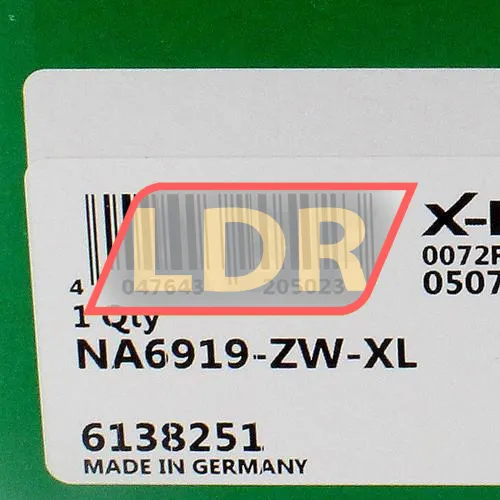 X-
0072
0507
LDR
4 047643 205023
1 Qty
NA6919-ZW-XL
6138251
MADE IN GERMANY